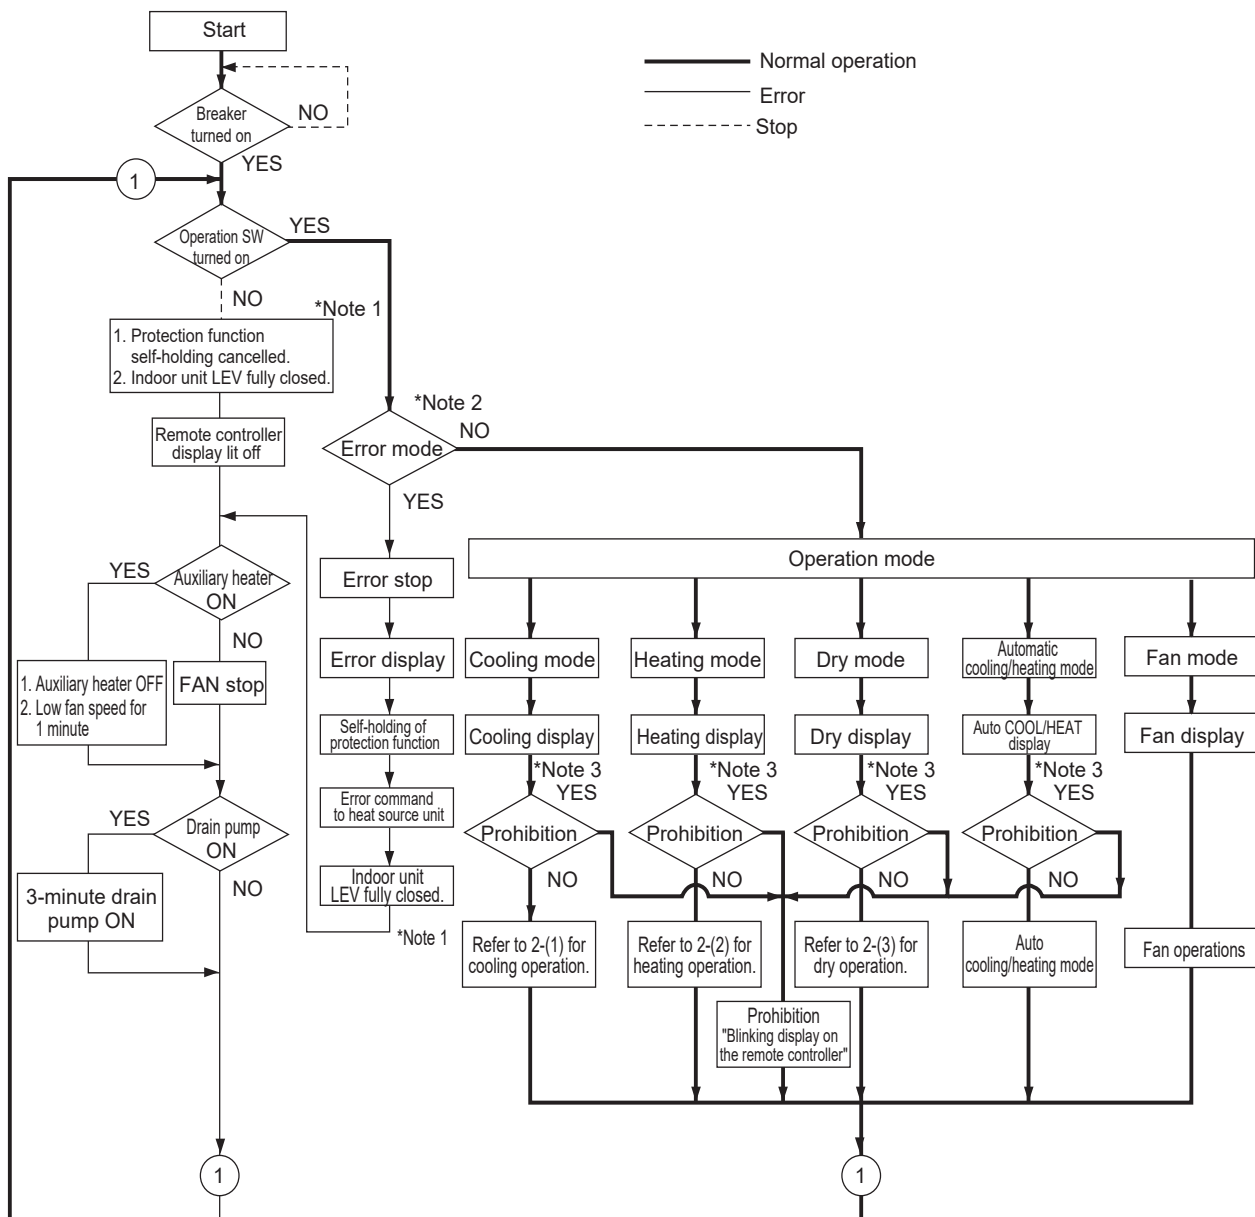 Start
Normal operation
Error
Stop
Breaker
turned on
NO
YES
1
Operation SW
turned on
YES
NO
*Note 1
1. Protection function
self-holding cancelled.
2. Indoor unit LEV fully closed.
Remote controller
display lit off
*Note 2
Error mode
NO
YES
Operation mode
YES
Auxiliary heater
ON
NO
1. Auxiliary heater OFF
2. Low fan speed for
1 minute
FAN stop
YES
Drain pump
ON
NO
3-minute drain
pump ON
Error stop
Error display
Self-holding of
protection function
Error command
to heat source unit
Indoor unit
LEV fully closed.
*Note 1
Cooling mode
Heating mode
Dry mode
Automatic
cooling/heating mode
Fan mode
Cooling display
Heating display
Dry display
Auto COOL/HEAT
display
Fan display
*Note 3
YES
*Note 3
YES
*Note 3
YES
*Note 3
YES
Prohibition
Prohibition
Prohibition
Prohibition
NO
NO
NO
NO
Refer to 2-(1) for
cooling operation.
Refer to 2-(2) for
heating operation.
Refer to 2-(3) for
dry operation.
Auto
cooling/heating mode
Fan operations
Prohibition
"Blinking display on
the remote controller"
1
1